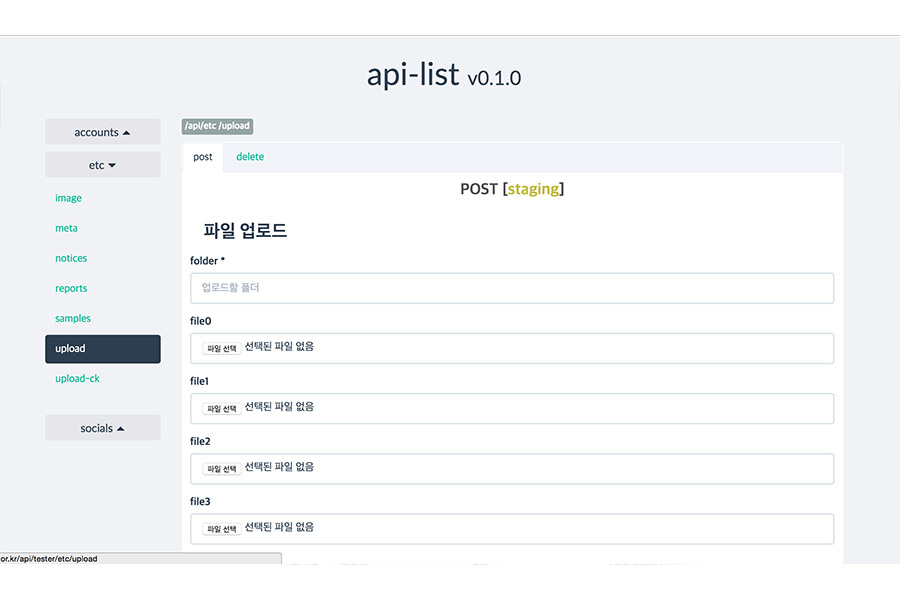 api-list v0.1.0
accounts
etc
image
meta
notices
reports
samples
upload
upload-ck
socials
/api/etc /upload
post delete
POST [staging]
파일 업로드
folder *
업로드할 폴더
file0
파일 선택 선택된 파일 없음
file1
파일 선택 선택된 파일 없음
file2
파일 선택 선택된 파일 없음
file3
파일 선택 선택된 파일 없음
or.kr/api/tester/etc/upload